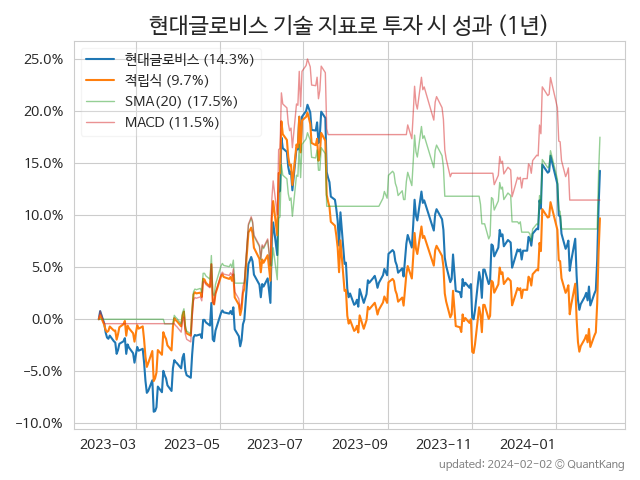 현대글로비스 기술 지표로 투자 시 성과 (1년)
현대글로비스 (14.3%)
적립식 (9.7%)
SMA(20) (17.5%)
MACD (11.5%)
25.0%
20.0%
15.0%
10.0%
5.0%
0.0%
−5.0%
−10.0%
2023-03 2023-05 2023-07 2023-09 2023-11 2024-01
updated: 2024-02-02 © QuantKang